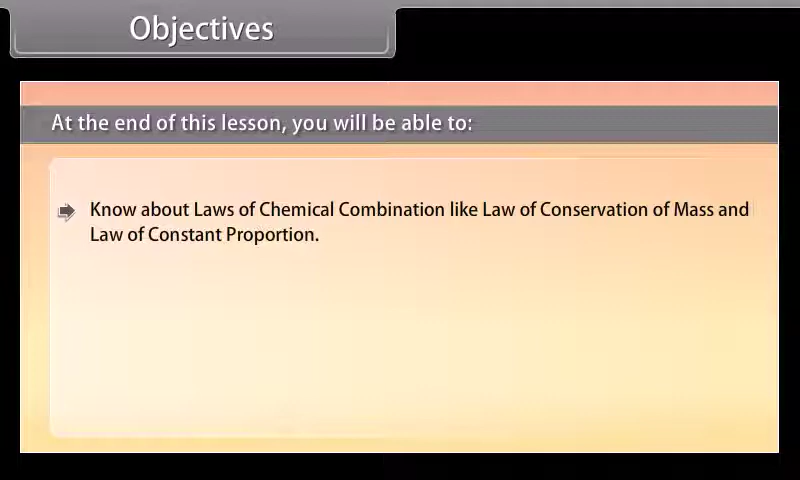 Objectives
At the end of this lesson, you will be able to:
Know about Laws of Chemical Combination like Law of Conservation of Mass and
Law of Constant Proportion.